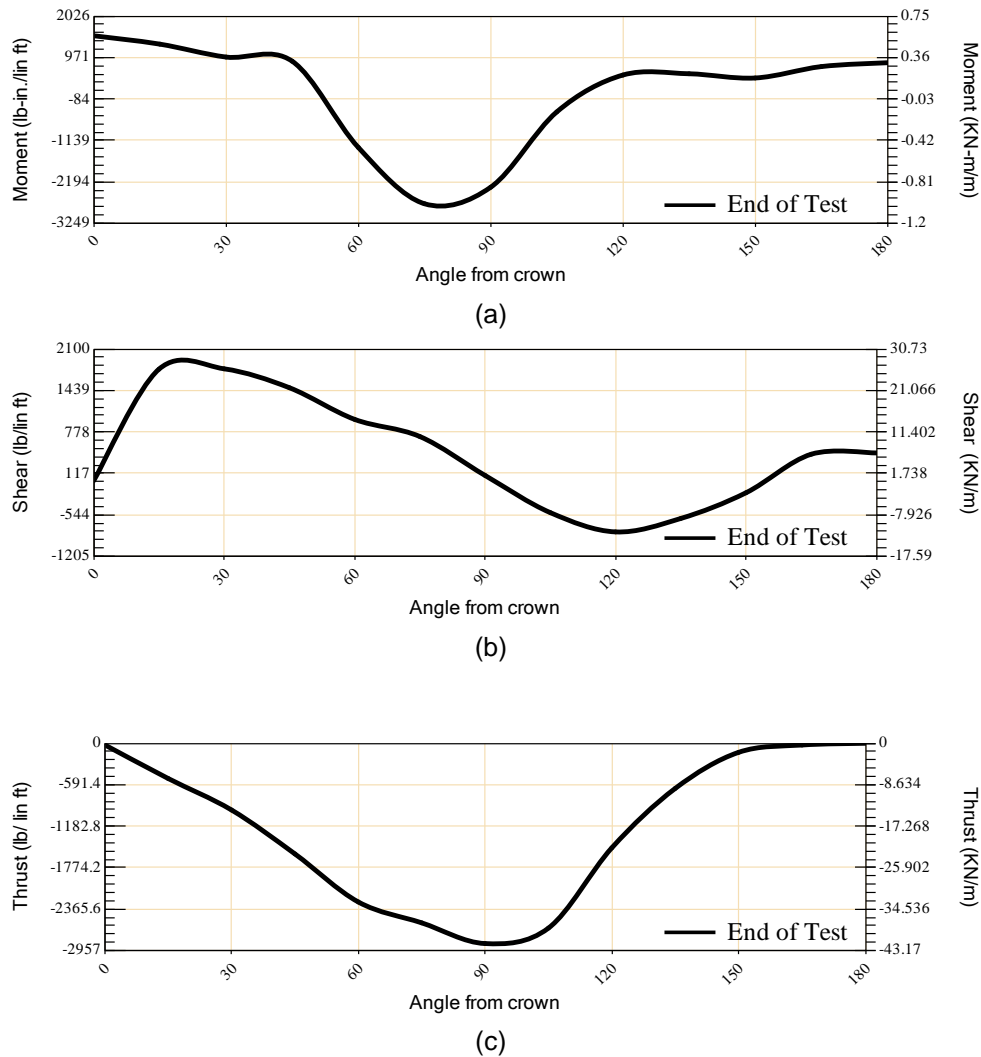 2026
971
-84
-1139
-2194
-3249
Moment (lb-in./lin ft)
0.75
0.36
-0.03
-0.42
-0.81
-1.2
Moment (KN-m/m)
End of Test
0 30 60 90 120 150 180
Angle from crown
(a)
2100
1439
778
117
-544
-1205
Shear (lb/lin ft)
30.73
21.066
11.402
1.738
-7.926
-17.59
Shear (KN/m)
End of Test
0 30 60 90 120 150 180
Angle from crown
(b)
0
-591.4
-1182.8
-1774.2
-2365.6
-2957
Thrust (lb/ lin ft)
0
-8.634
-17.268
-25.902
-34.536
-43.17
Thrust (KN/m)
End of Test
0 30 60 90 120 150 180
Angle from crown
(c)